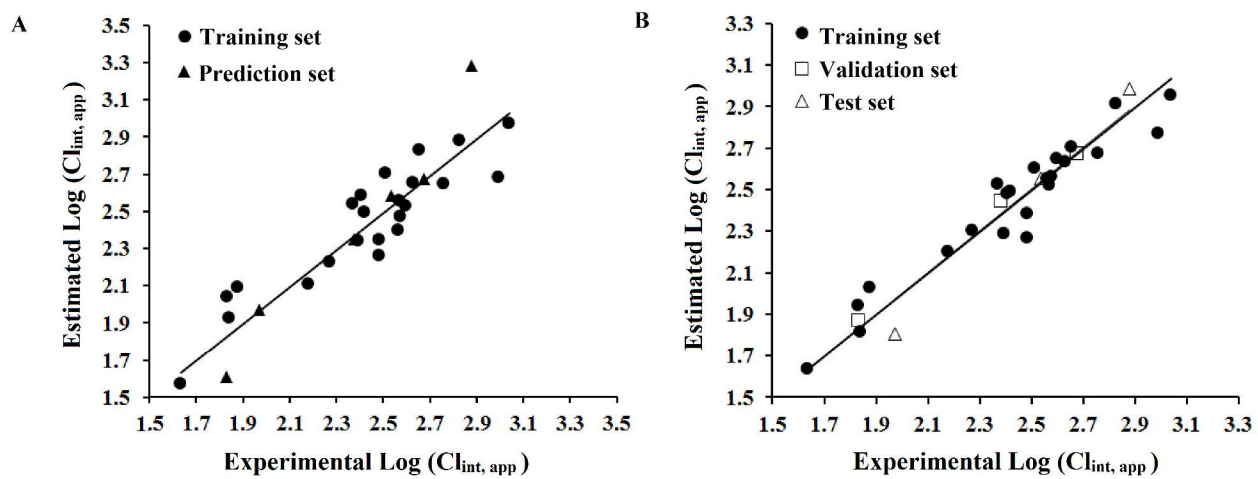 A
3.5
3.3
3.1
2.9
2.7
2.5
2.3
2.1
1.9
1.7
1.5
Estimated Log (Clint, app)
Training set
Prediction set
1.5 1.7 1.9 2.1 2.3 2.5 2.7 2.9 3.1 3.3 3.5
Experimental Log (Clint, app)
B
3.3
3.1
2.9
2.7
2.5
2.3
2.1
1.9
1.7
1.5
Estimated Log (Clint, app)
Training set
Validation set
Test set
1.5 1.7 1.9 2.1 2.3 2.5 2.7 2.9 3.1 3.3
Experimental Log (Clint, app)